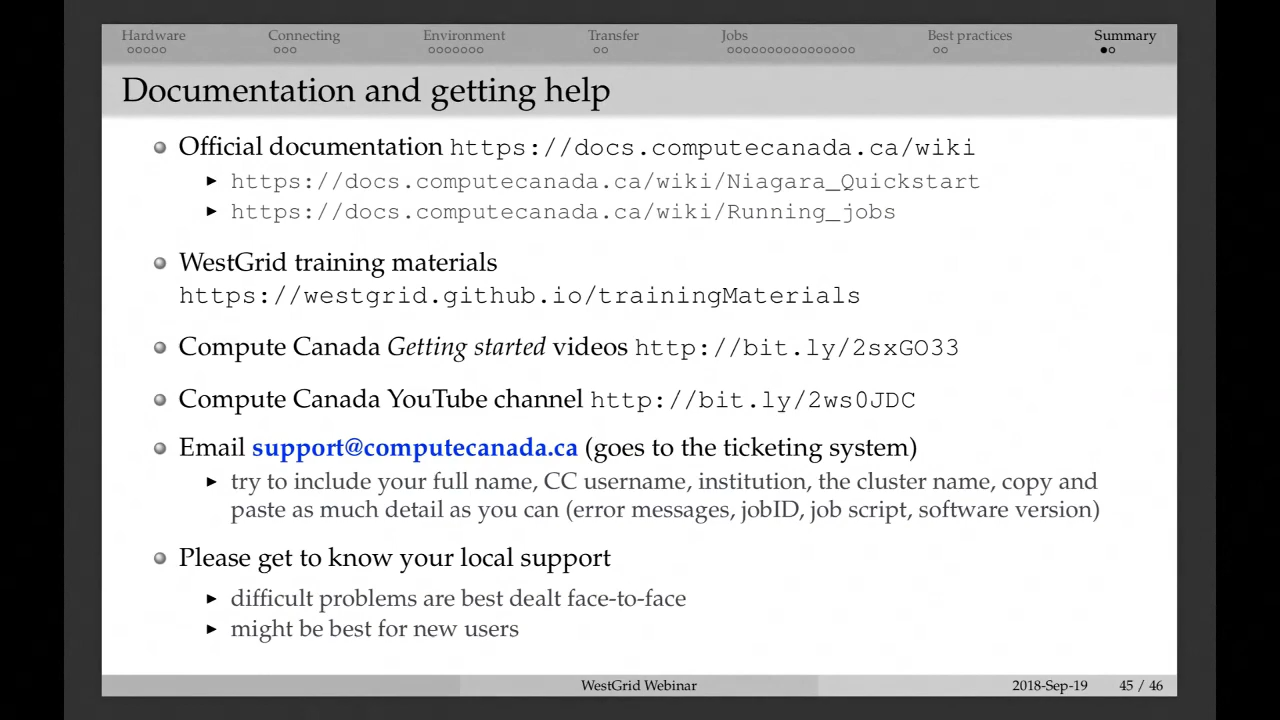 Hardware Connecting Environment Transfer Jobs Best practices Summary
Documentation and getting help
Official documentation https://docs.computecanada.ca/wiki
https://docs.computecanada.ca/wiki/Niagara_Quickstart
https://docs.computecanada.ca/wiki/Running_jobs
WestGrid training materials
https://westgrid.github.io/trainingMaterials
Compute Canada Getting started videos http://bit.ly/2sxGO33
Compute Canada YouTube channel http://bit.ly/2ws0JDC
Email support@computecanada.ca (goes to the ticketing system)
try to include your full name, CC username, institution, the cluster name, copy and
paste as much detail as you can (error messages, jobID, job script, software version)
Please get to know your local support
difficult problems are best dealt face-to-face
might be best for new users
WestGrid Webinar 2018-Sep-19 45 / 46